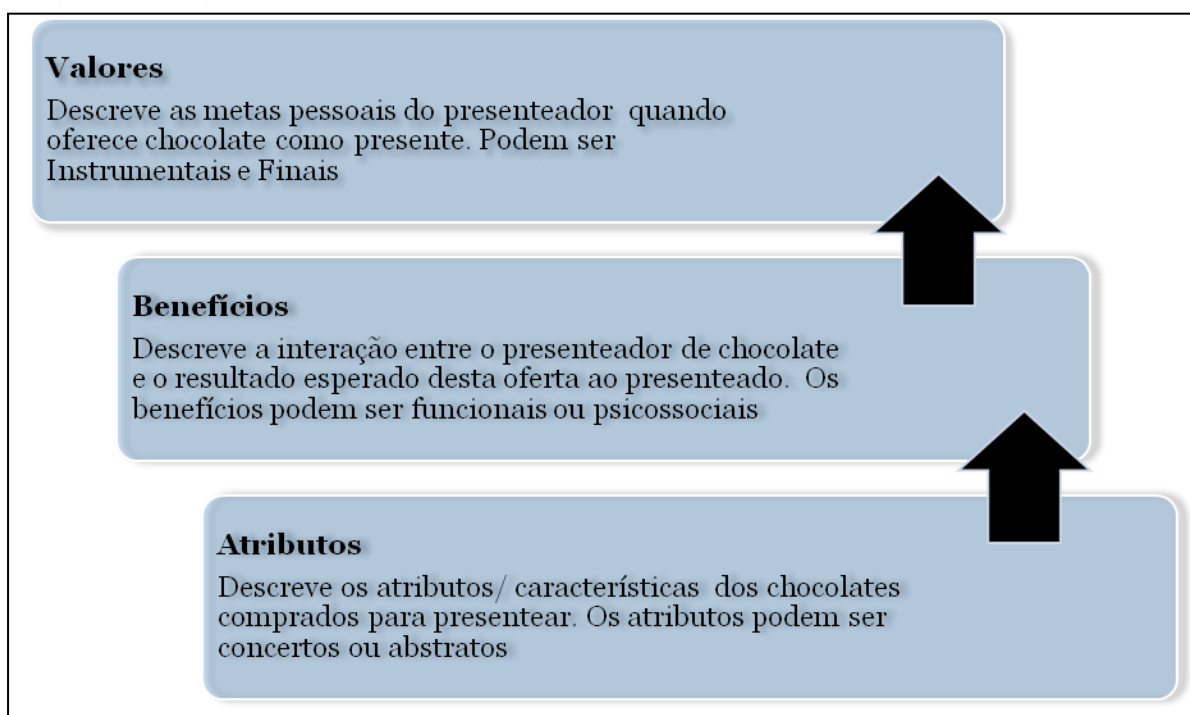 Valores
Descreve as metas pessoais do presenteador quando
oferece chocolate como presente. Podem ser
Instrumentais e Finais
Benefícios
Descreve a interação entre o presenteador de chocolate
e o resultado esperado desta oferta ao presenteado. Os
benefícios podem ser funcionais ou psicossociais
Atributos
Descreve os atributos/ características dos chocolates
comprados para presentear. Os atributos podem ser
concertos ou abstratos